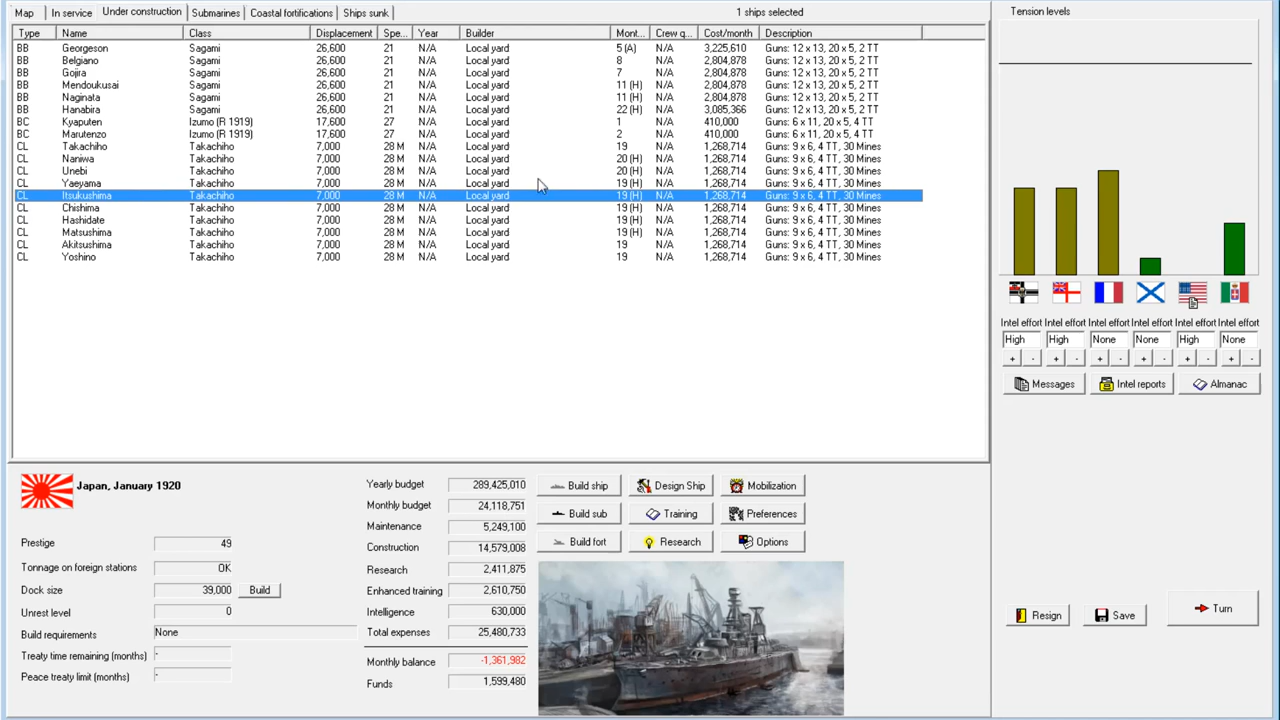 Map In service Under construction Submarines Coastal fortifications Ships sunk 1 ships selected
Type Name Class Displacement Spe... Year Builder Mont... Crew q... Cost/month Description
BB Georgeson Sagami 26,600 21 N/A Local yard 5 (A) N/A 3,225,610 Guns: 12 x 13, 20 x 5, 2 TT
BB Belgiano Sagami 26,600 21 N/A Local yard 8 N/A 2,804,878 Guns: 12 x 13, 20 x 5, 2 TT
BB Gojira Sagami 26,600 21 N/A Local yard 7 N/A 2,804,878 Guns: 12 x 13, 20 x 5, 2 TT
BB Mendoukusai Sagami 26,600 21 N/A Local yard 11 (H) N/A 2,804,878 Guns: 12 x 13, 20 x 5, 2 TT
BB Naginata Sagami 26,600 21 N/A Local yard 11 (H) N/A 2,804,878 Guns: 12 x 13, 20 x 5, 2 TT
BB Hanabira Sagami 26,600 21 N/A Local yard 22 (H) N/A 3,085,366 Guns: 12 x 13, 20 x 5, 2 TT
BC Kyaputen Izumo (R 1919) 17,600 27 N/A Local yard 1 N/A 410,000 Guns: 6 x 11, 20 x 5, 4 TT
BC Marutenzo Izumo (R 1919) 17,600 27 N/A Local yard 2 N/A 410,000 Guns: 6 x 11, 20 x 5, 4 TT
CL Takachiho Takachiho 7,000 28 M N/A Local yard 19 N/A 1,268,714 Guns: 9 x 6, 4 TT, 30 Mines
CL Naniwa Takachiho 7,000 28 M N/A Local yard 20 (H) N/A 1,268,714 Guns: 9 x 6, 4 TT, 30 Mines
CL Unebi Takachiho 7,000 28 M N/A Local yard 20 (H) N/A 1,268,714 Guns: 9 x 6, 4 TT, 30 Mines
CL Yaeyama Takachiho 7,000 28 M N/A Local yard 19 (H) N/A 1,268,714 Guns: 9 x 6, 4 TT, 30 Mines
CL Itsukushima Takachiho 7,000 28 M N/A Local yard 19 (H) N/A 1,268,714 Guns: 9 x 6, 4 TT, 30 Mines
CL Chishima Takachiho 7,000 28 M N/A Local yard 19 (H) N/A 1,268,714 Guns: 9 x 6, 4 TT, 30 Mines
CL Hashidate Takachiho 7,000 28 M N/A Local yard 19 (H) N/A 1,268,714 Guns: 9 x 6, 4 TT, 30 Mines
CL Matsushima Takachiho 7,000 28 M N/A Local yard 19 (H) N/A 1,268,714 Guns: 9 x 6, 4 TT, 30 Mines
CL Akitsushima Takachiho 7,000 28 M N/A Local yard 19 N/A 1,268,714 Guns: 9 x 6, 4 TT, 30 Mines
CL Yoshino Takachiho 7,000 28 M N/A Local yard 19 N/A 1,268,714 Guns: 9 x 6, 4 TT, 30 Mines
Tension levels
Intel effort Intel effort Intel effort Intel effort Intel effort Intel effort
High High None None High None
+ - + - + - + - + - + -
Messages Intel reports Almanac
Japan, January 1920
Prestige 49
Tonnage on foreign stations OK
Dock size 39,000 Build
Unrest level 0
Build requirements None
Treaty time remaining (months) -
Peace treaty limit (months) -
Yearly budget 289,425,010
Monthly budget 24,118,751
Maintenance 5,249,100
Construction 14,579,008
Research 2,411,875
Enhanced training 2,610,750
Intelligence 630,000
Total expenses 25,480,733
Monthly balance -1,361,982
Funds 1,599,480
Build ship Design Ship Mobilization
Build sub Training Preferences
Build fort Research Options
Resign Save Turn